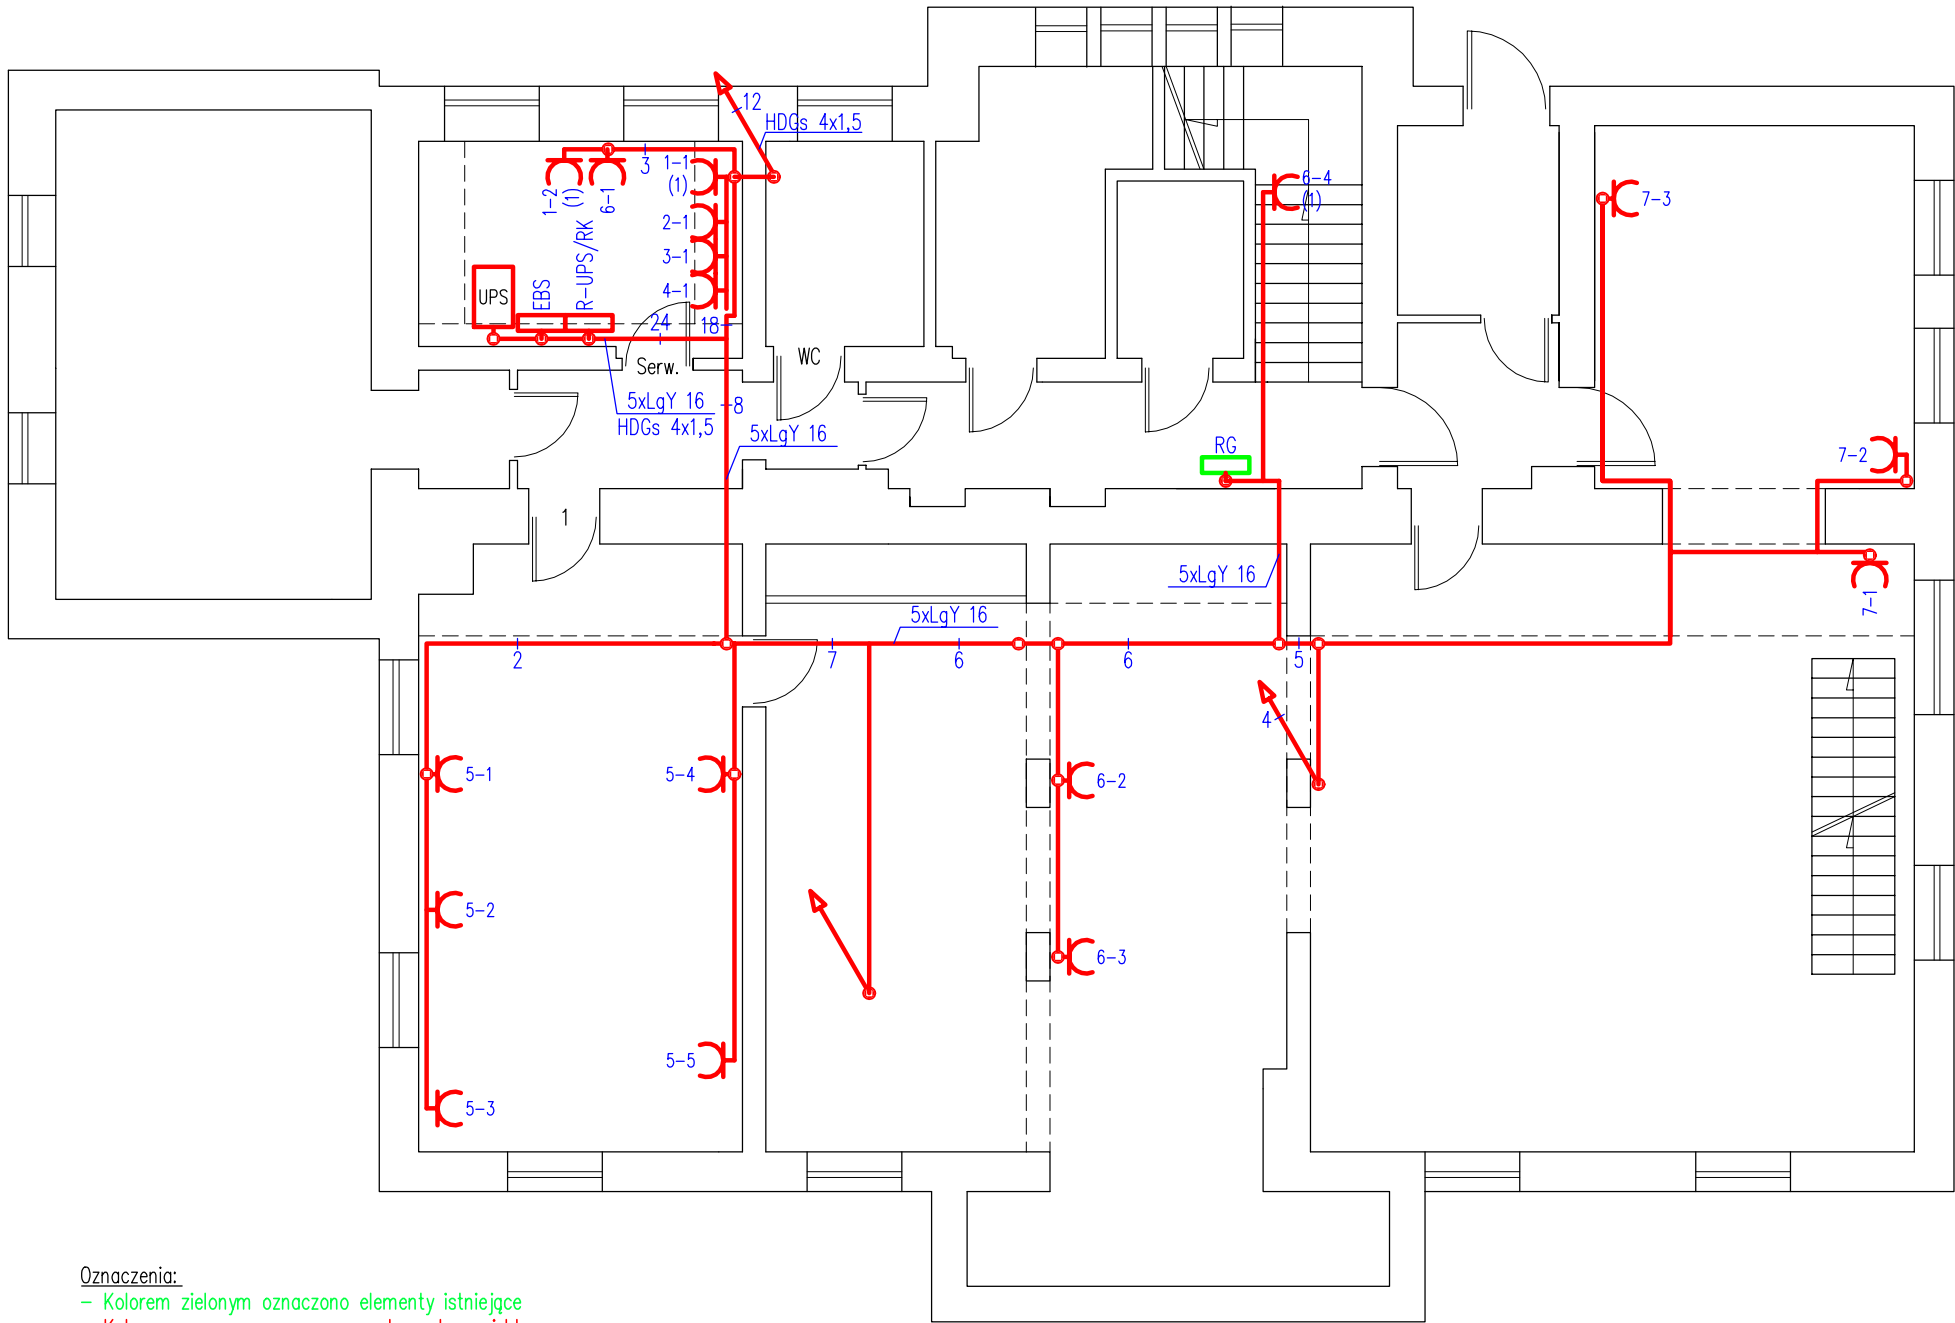 12
HDGs 4x1,5
3
1-1
(1)
1-2
(1)
6-1
2-1
3-1
4-1
R-UPS/RK
EBS
UPS
24
18
Serw.
WC
6-4
(1)
7-3
5xLgY 16
HDGs 4x1,5
8
5xLgY 16
RG
7-2
1
5xLgY 16
7-1
5xLgY 16
2
7
6
6
5
4
5-1
5-4
6-2
5-2
6-3
5-5
5-3
Oznaczenia:
- Kolorem zielonym oznaczono elementy istniejące